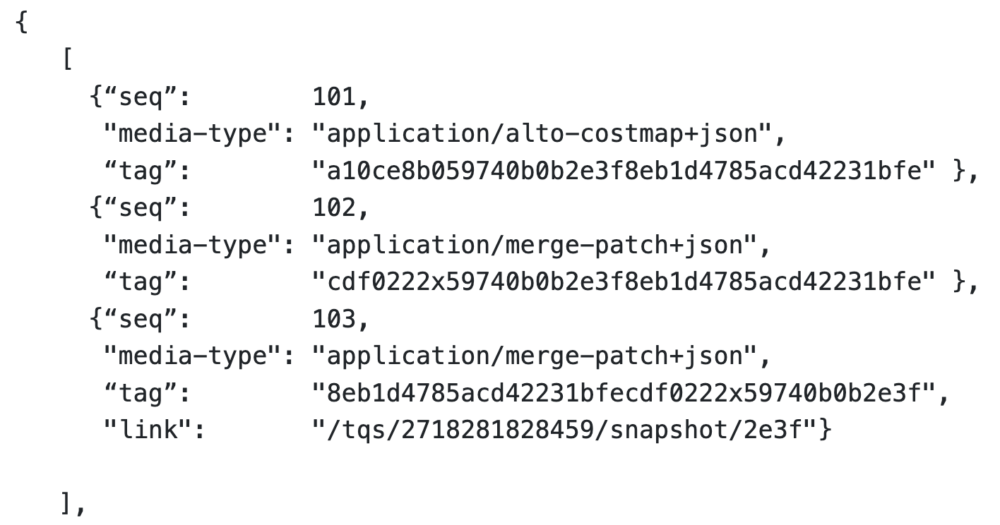 {
[
{“seq”: 101,
"media-type": "application/alto-costmap+json",
“tag”: "a10ce8b059740b0b2e3f8eb1d4785acd42231bfe" },
{“seq”: 102,
"media-type": "application/merge-patch+json",
“tag”: "cdf0222x59740b0b2e3f8eb1d4785acd42231bfe" },
{“seq”: 103,
"media-type": "application/merge-patch+json",
“tag”: "8eb1d4785acd42231bfecdf0222x59740b0b2e3f",
"link": "/tqs/2718281828459/snapshot/2e3f"}
],